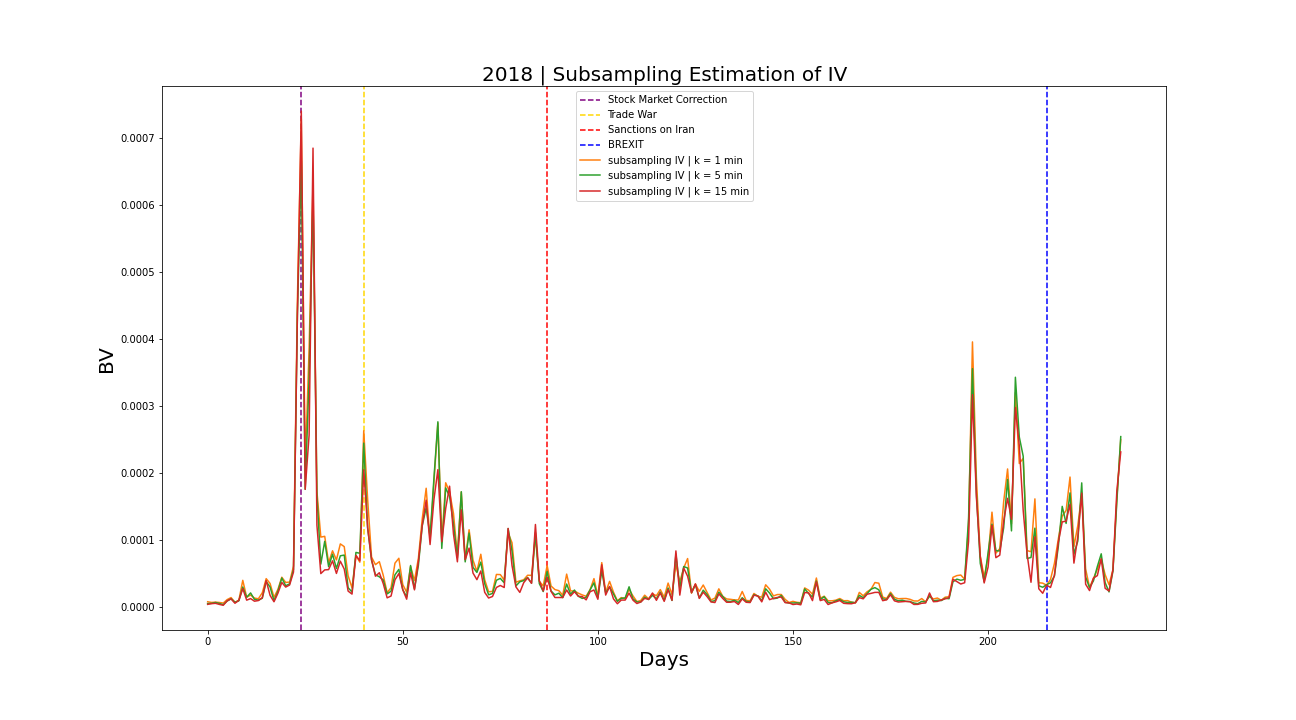 2018 | Subsampling Estimation of IV
Stock Market Correction
Trade War
Sanctions on Iran
BREXIT
subsampling IV | k = 1 min
subsampling IV | k = 5 min
subsampling IV | k = 15 min
0.0007
0.0006
0.0005
0.0004
0.0003
0.0002
0.0001
0.0000
BV
0 50 100 150 200
Days